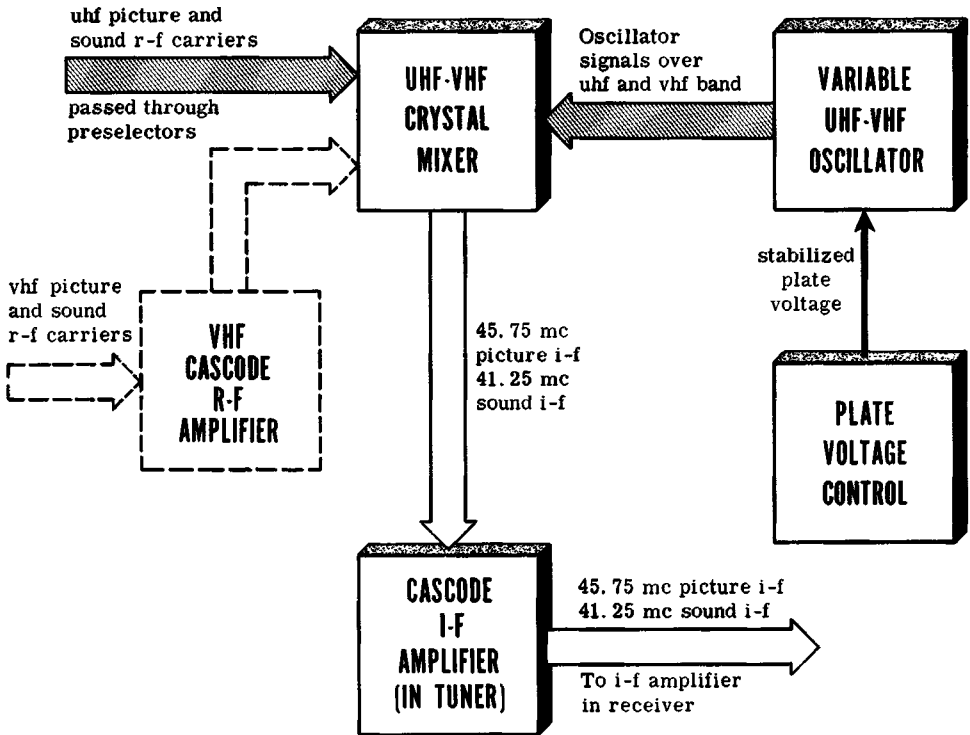 uhf picture and
sound r-f carriers
passed through
preselectors
UHF-VHF
CRYSTAL
MIXER
Oscillator
signals over
uhf and vhf band
VARIABLE
UHF-VHF
OSCILLATOR
stabilized
plate
voltage
vhf picture
and sound
r-f carriers
VHF
CASCODE
R-F
AMPLIFIER
45.75 mc
picture i-f
41.25 mc
sound i-f
PLATE
VOLTAGE
CONTROL
CASCODE
I-F
AMPLIFIER
(IN TUNER)
45.75 mc picture i-f
41.25 mc sound i-f
To i-f amplifier
in receiver